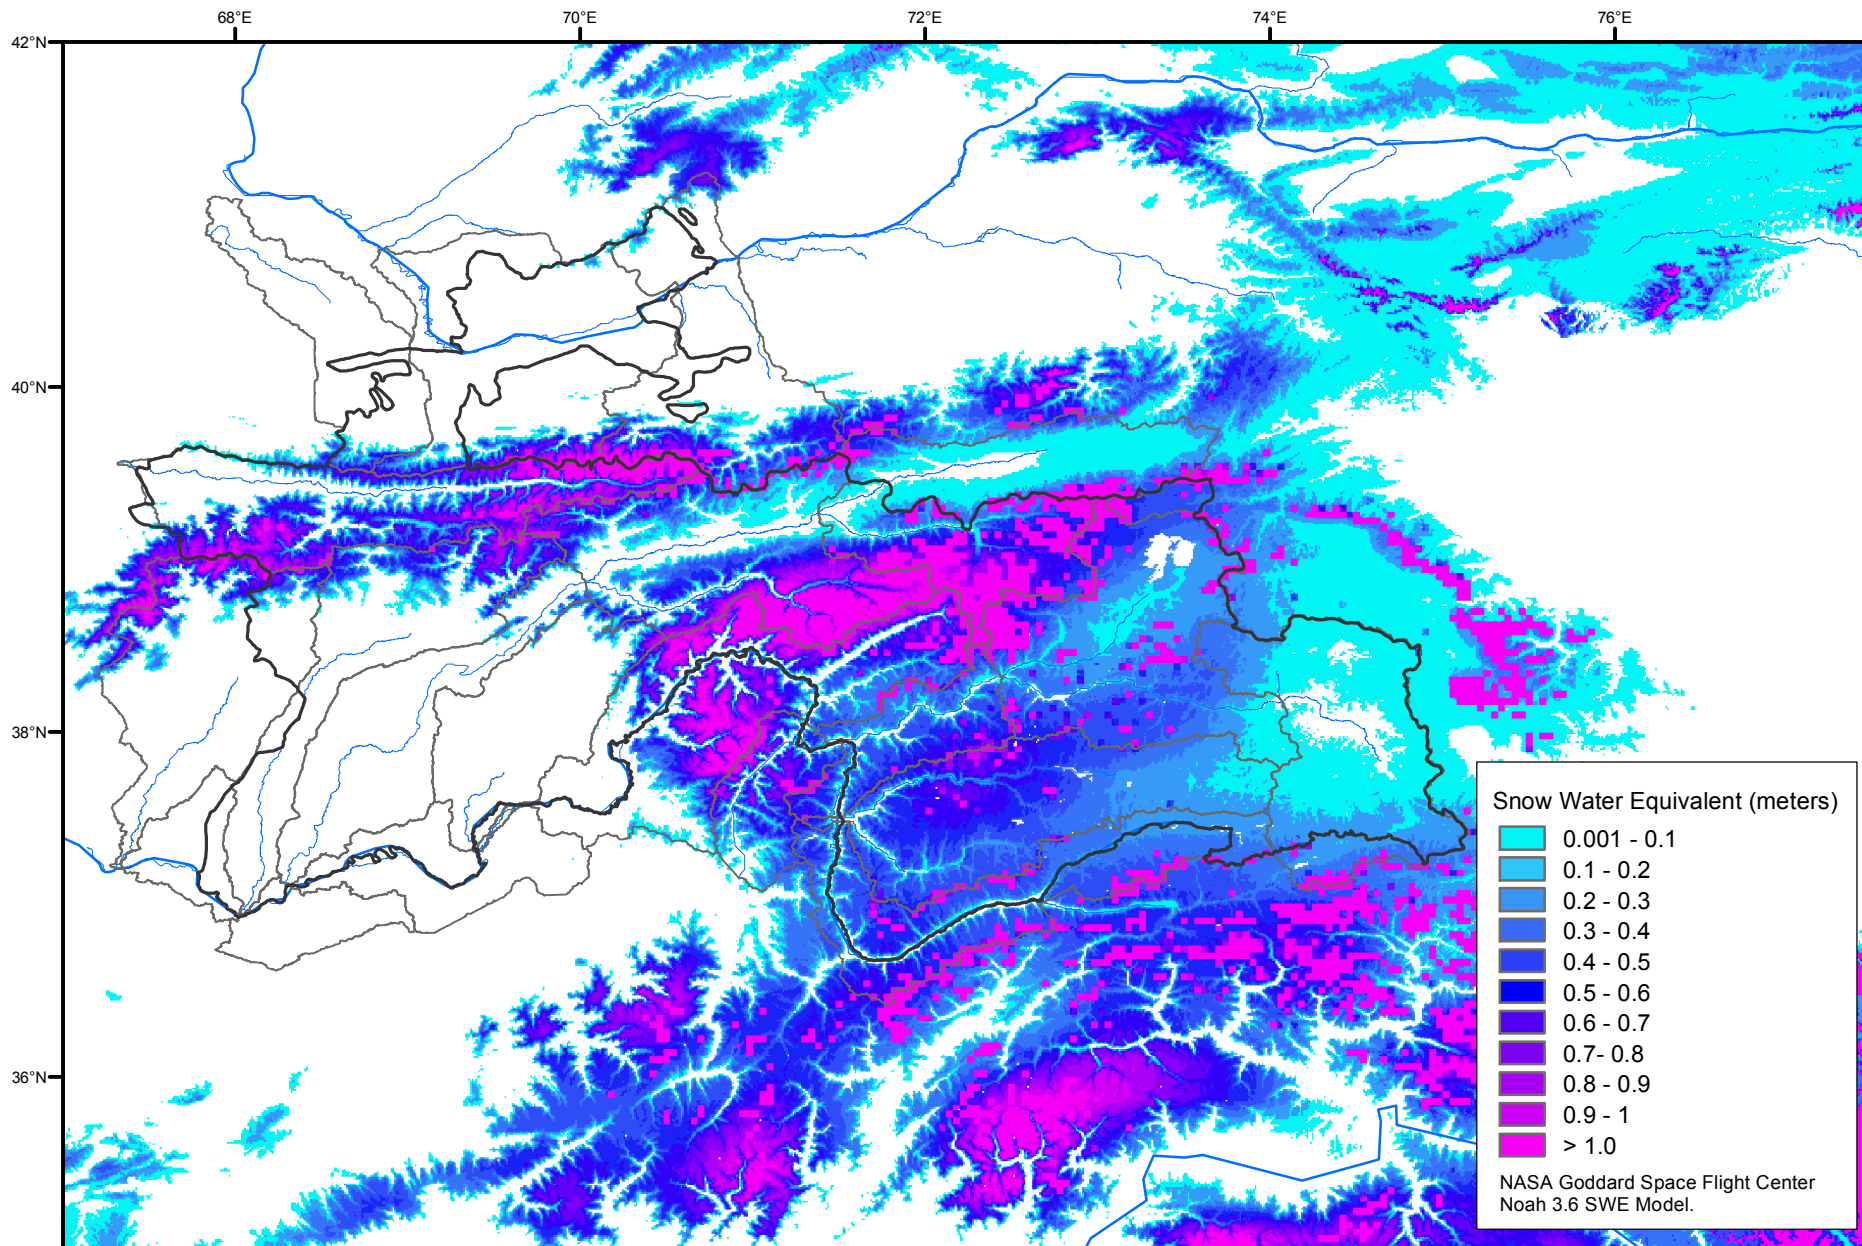 68°E 70°E 72°E 74°E 76°E
42°N
40°N
38°N
36°N
Snow Water Equivalent (meters)
0.001 - 0.1
0.1 - 0.2
0.2 - 0.3
0.3 - 0.4
0.4 - 0.5
0.5 - 0.6
0.6 - 0.7
0.7- 0.8
0.8 - 0.9
0.9 - 1
> 1.0
NASA Goddard Space Flight Center
Noah 3.6 SWE Model.